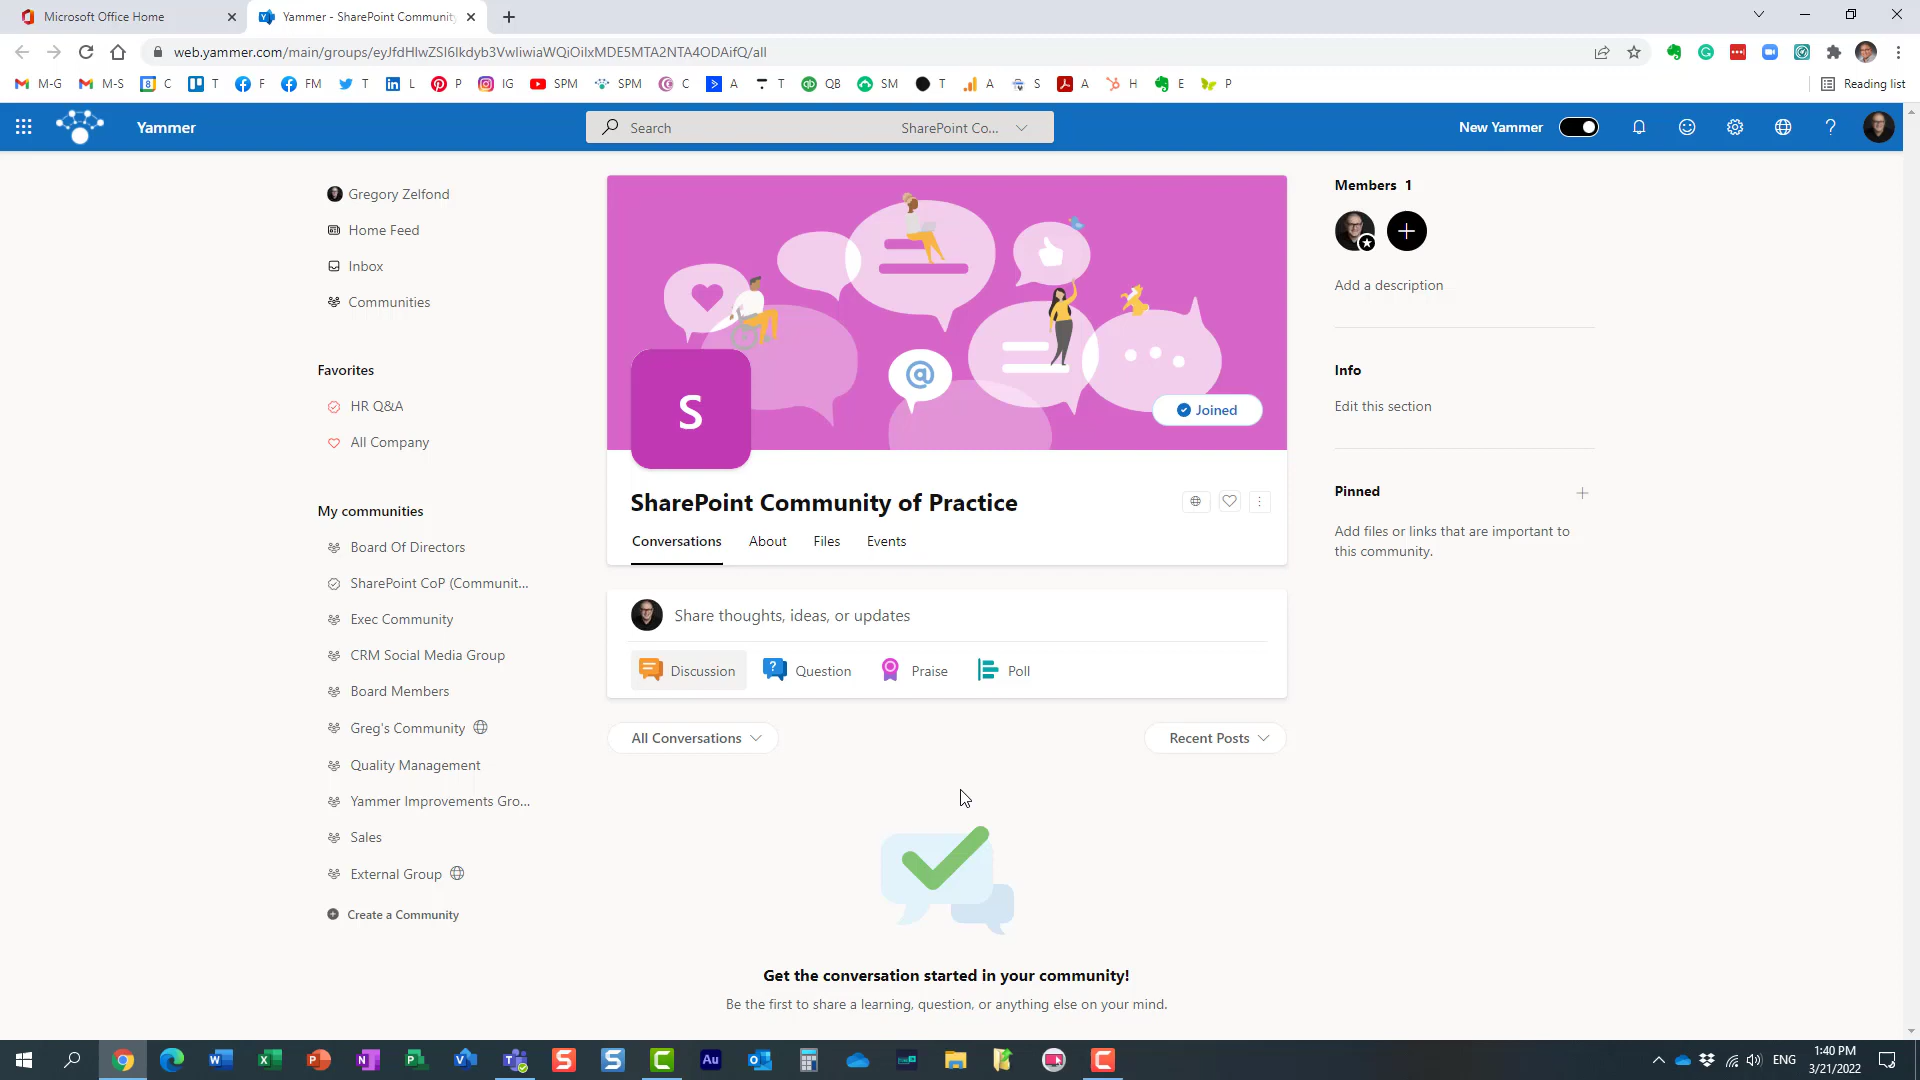 Microsoft Office Home
Yammer - SharePoint Community
web.yammer.com/main/groups/eyJfdHlwZSI6Ikdyb3VwIiwiaWQiOiIxMDE5MTA2NTA4ODAifQ/all
M-G
M-S
8 C
T
F
FM
T
L
P
IG
SPM
SPM
C
A
T
QB
SM
T
A
S
A
H
E
P
Reading list
Yammer
Search
SharePoint Co...
New Yammer
Gregory Zelfond
Home Feed
Inbox
Communities
Favorites
HR Q&A
All Company
My communities
Board Of Directors
SharePoint CoP (Communit...
Exec Community
CRM Social Media Group
Board Members
Greg's Community
Quality Management
Yammer Improvements Gro...
Sales
External Group
Create a Community
@
S
Joined
SharePoint Community of Practice
Conversations
About
Files
Events
Share thoughts, ideas, or updates
Discussion
Question
Praise
Poll
All Conversations
Recent Posts
Get the conversation started in your community!
Be the first to share a learning, question, or anything else on your mind.
Members 1
Add a description
Info
Edit this section
Pinned
Add files or links that are important to
this community.
ENG
1:40 PM
3/21/2022